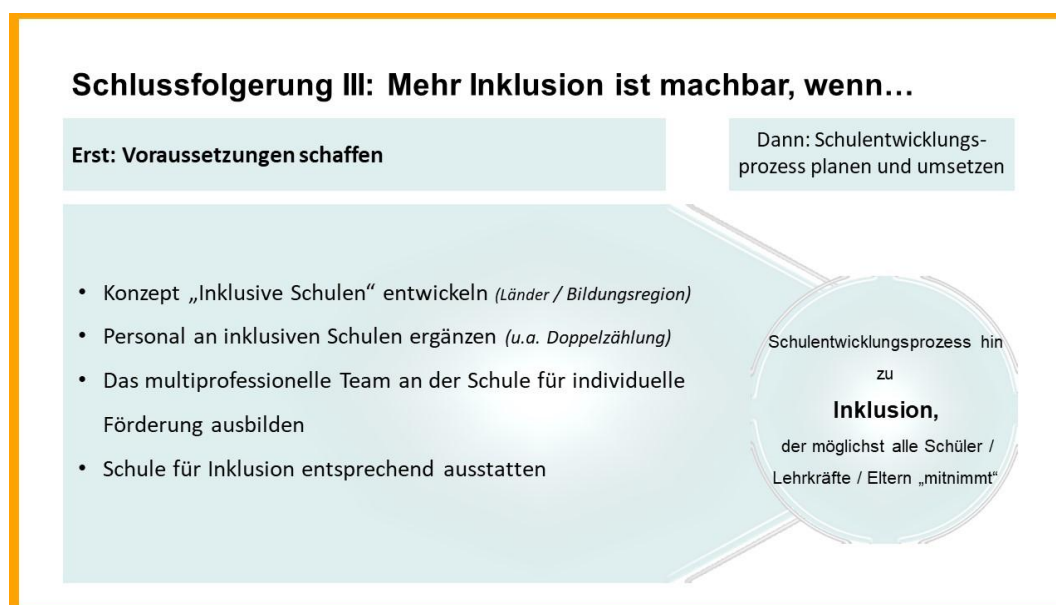 Schlussfolgerung III: Mehr Inklusion ist machbar, wenn…
Erst: Voraussetzungen schaffen
Dann: Schulentwicklungs-
prozess planen und umsetzen
• Konzept „Inklusive Schulen“ entwickeln (Länder / Bildungsregion)
• Personal an inklusiven Schulen ergänzen (u.a. Doppelzählung)
• Das multiprofessionelle Team an der Schule für individuelle
Förderung ausbilden
• Schule für Inklusion entsprechend ausstatten
Schulentwicklungsprozess hin
zu
Inklusion,
der möglichst alle Schüler /
Lehrkräfte / Eltern „mitnimmt“